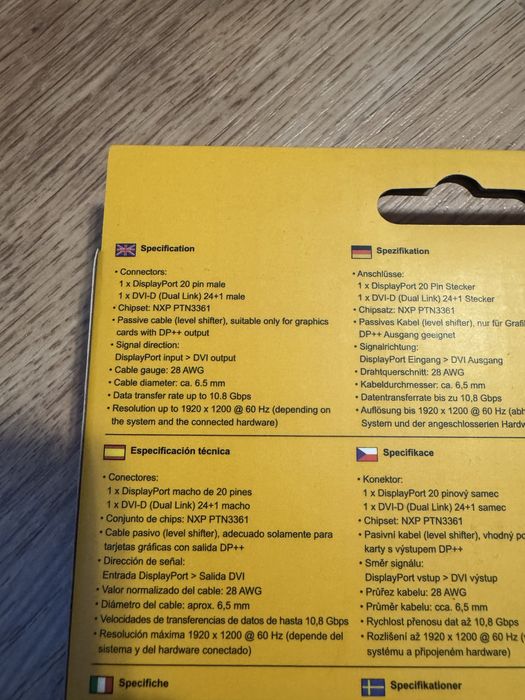 Specification
• Connectors:
1 x DisplayPort 20 pin male
1 x DVI-D (Dual Link) 24+1 male
• Chipset: NXP PTN3361
• Passive cable (level shifter), suitable only for graphics
cards with DP++ output
• Signal direction:
DisplayPort input > DVI output
• Cable gauge: 28 AWG
• Cable diameter: ca. 6.5 mm
• Data transfer rate up to 10.8 Gbps
• Resolution up to 1920 x 1200 @ 60 Hz (depending on
the system and the connected hardware)
Spezifikation
• Anschlüsse:
1 x DisplayPort 20 Pin Stecker
1 x DVI-D (Dual Link) 24+1 Stecker
• Chipsatz: NXP PTN3361
• Passives Kabel (level shifter), nur für
DP++ Ausgang geeignet
• Signalrichtung:
DisplayPort Eingang > DVI Ausgang
• Drahtquerschnitt: 28 AWG
• Kabeldurchmesser: ca. 6,5 mm
• Datentransferrate bis zu 10,8 Gbps
• Auflösung bis 1920 x 1200 @ 60 Hz
System und der angeschlossenen
Especificación técnica
• Conectores:
1 x DisplayPort macho de 20 pines
1 x DVI-D (Dual Link) 24+1 macho
• Conjunto de chips: NXP PTN3361
• Cable pasivo (level shifter), adecuado solamente para
tarjetas gráficas con salida DP++
• Dirección de señal:
Entrada DisplayPort > Salida DVI
• Valor normalizado del cable: 28 AWG
• Diámetro del cable: aprox. 6,5 mm
• Velocidades de transferencias de datos de hasta 10,8 Gbps
• Resolución máxima 1920 x 1200 @ 60 Hz (depende del
sistema y del hardware conectado)
Specifikace
• Konektor:
1 x DisplayPort 20 pinový samec
1 x DVI-D (Dual Link) 24+1 samec
• Chipset: NXP PTN3361
• Pasivní kabel (level shifter), vhodný
karty s výstupem DP++
• Směr signálu:
DisplayPort vstup > DVI výstup
• Průřez kabelu: 28 AWG
• Průměr kabelu: cca. 6,5 mm
• Rychlost přenosu dat až 10,8 Gbps
• Rozlišení až 1920 x 1200 @ 60 Hz
systému a připojeném hardware)
Specifiche
Specifikationer